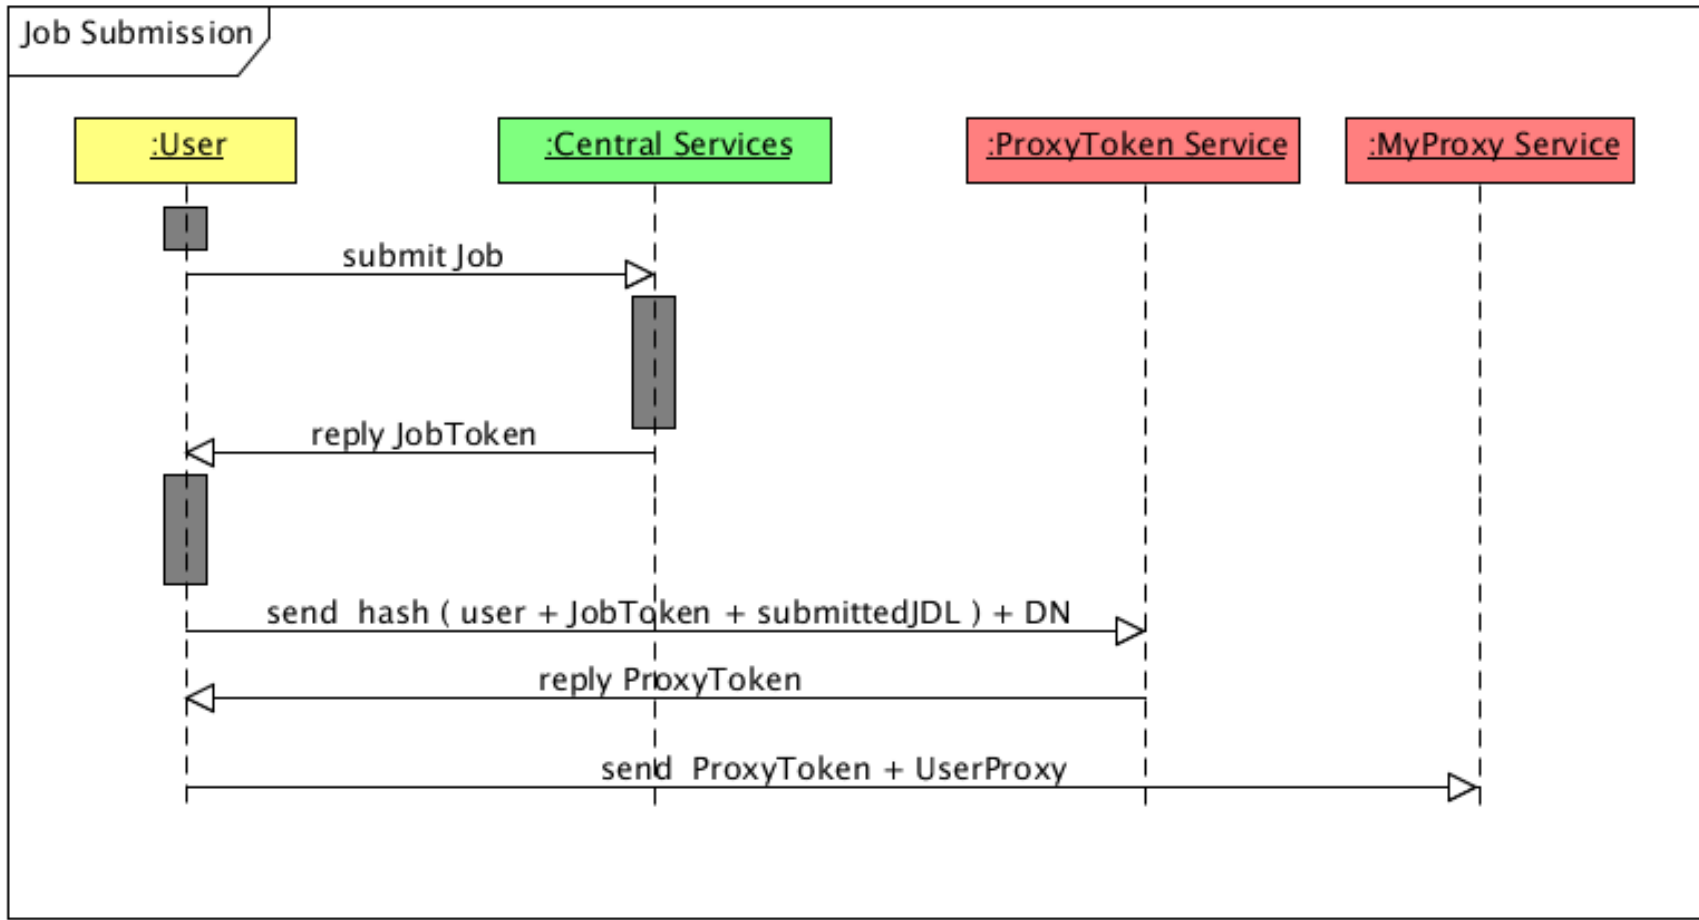 Job Submission
:User
:Central Services
:ProxyToken Service
:MyProxy Service
submit Job
reply JobToken
send  hash ( user + JobToken + submittedJDL ) + DN
reply ProxyToken
send  ProxyToken + UserProxy